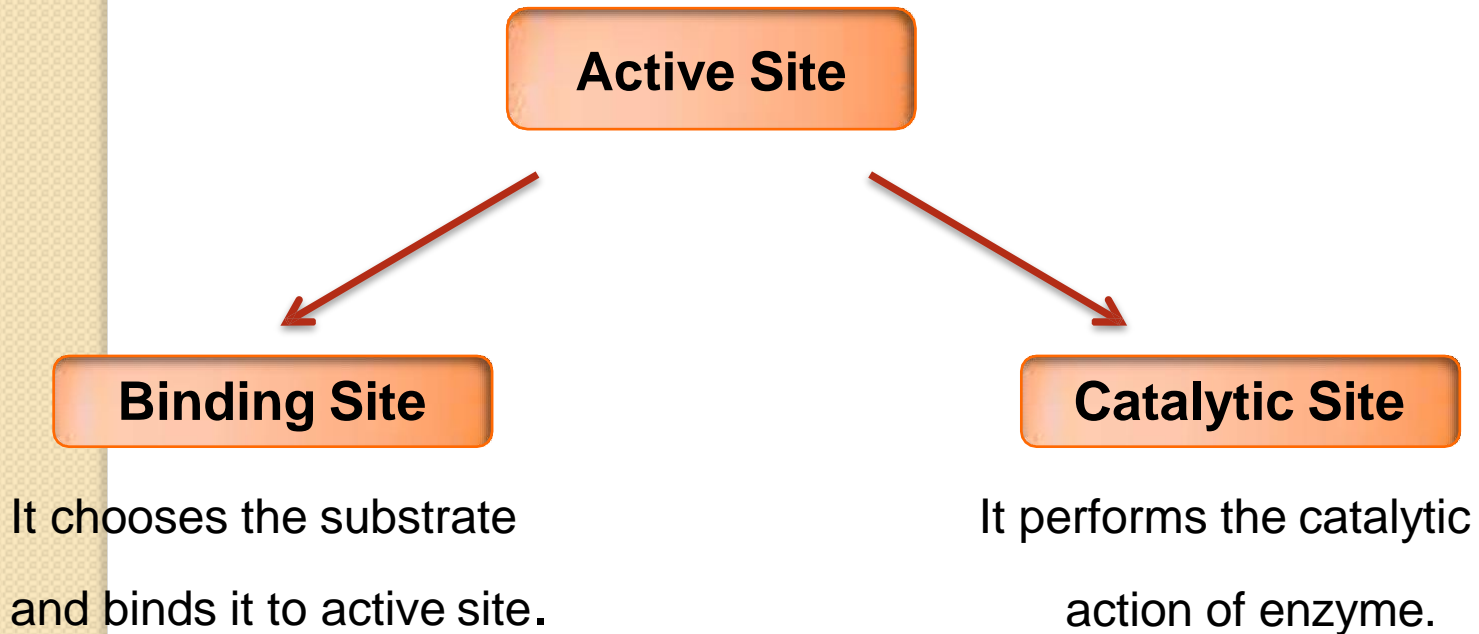 Active Site
Binding Site
It chooses the substrate
and binds it to active site.
Catalytic Site
It performs the catalytic
action of enzyme.